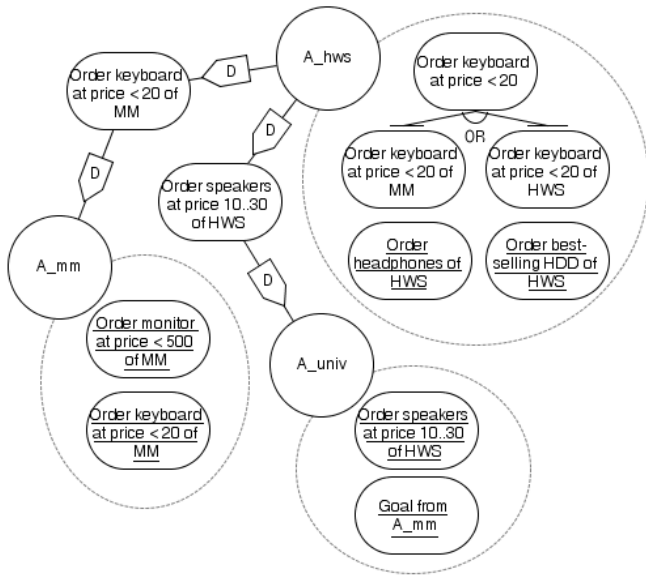 A_hws
D
Order keyboard
at price <20 of
MM
D
D
Order speakers
at price 10..30
of HWS
D
A_mm
A_univ
Order keyboard
at price <20
OR
Order keyboard
at price <20 of
MM
Order keyboard
at price <20 of
HWS
Order
headphones of
HWS
Order best-
selling HDD of
HWS
Order monitor
at price <500
of MM
Order keyboard
at price <20 of
MM
Order speakers
at price 10..30
of HWS
Goal from
A_mm